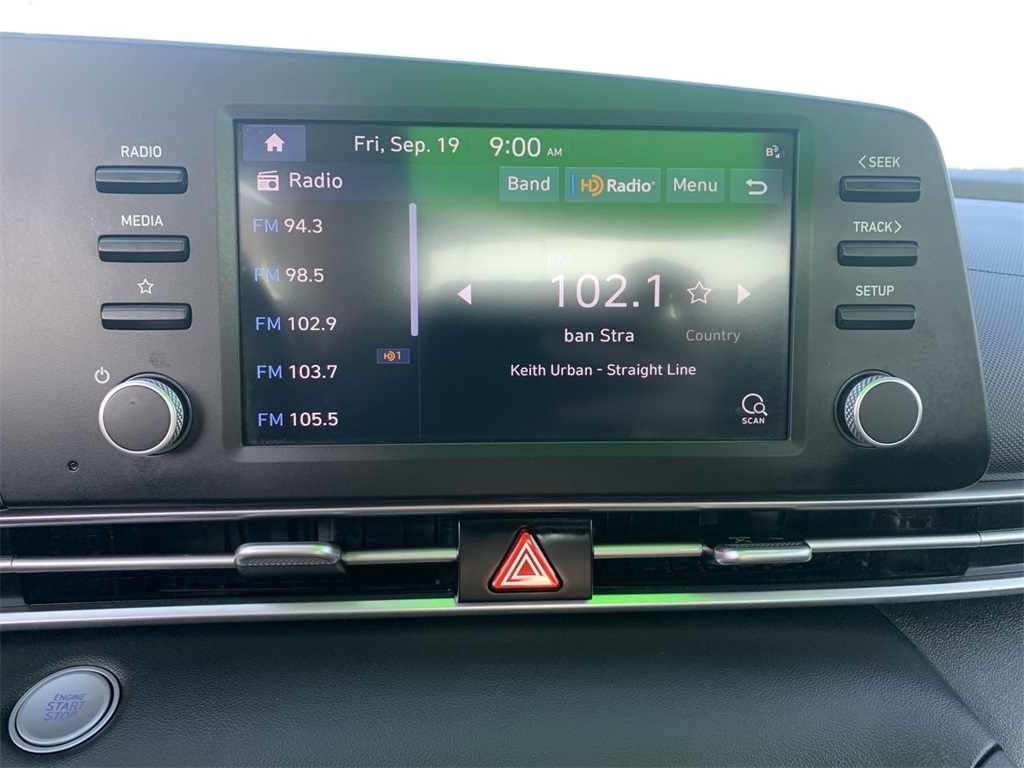 RADIO
MEDIA
Fri, Sep. 19 9:00 AM
B
Radio
Band HD Radio Menu
FM 94.3
FM 98.5
FM 102.9
HD1
FM 103.7
FM 105.5
FM
102.1
ban Stra Country
Keith Urban - Straight Line
SCAN
<SEEK
TRACK>
SETUP
ENGINE
START
STOP